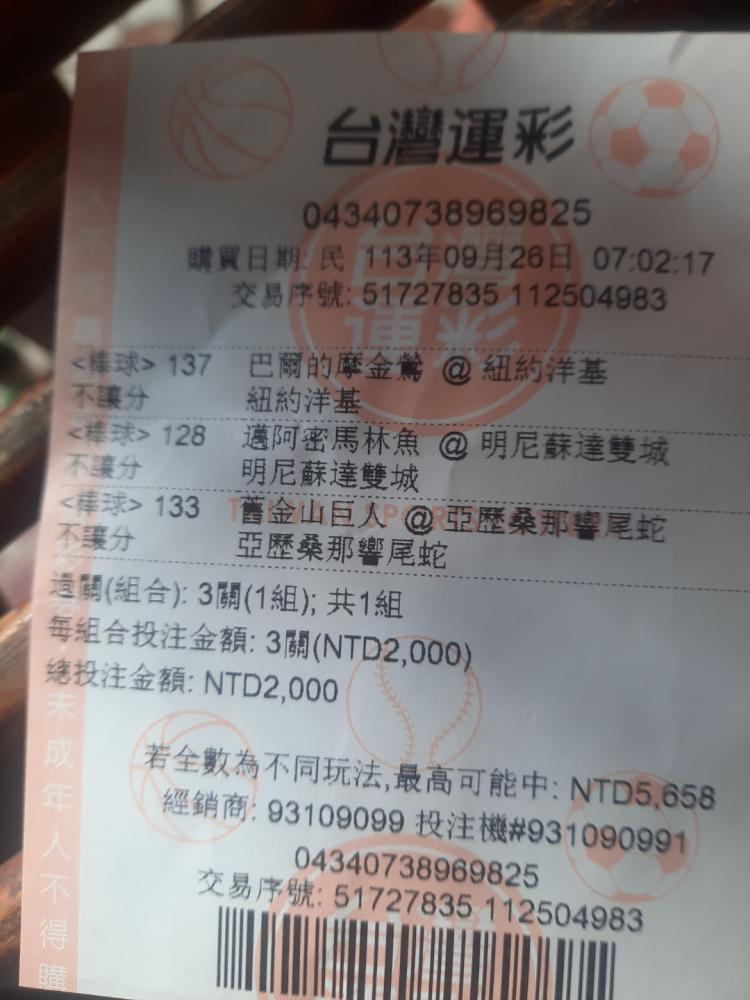 台灣運彩
04340738969825
購買日期: 民 113年09月26日 07:02:17
交易序號: 51727835 112504983
<棒球> 137 巴爾的摩金鶯 @ 紐約洋基
不讓分 紐約洋基
<棒球> 128 邁阿密馬林魚 @ 明尼蘇達雙城
不讓分 明尼蘇達雙城
<棒球> 133 舊金山巨人 @ 亞歷桑那響尾蛇
不讓分 亞歷桑那響尾蛇
過關(組合): 3關(1組); 共1組
每組合投注金額: 3關(NTD2,000)
總投注金額: NTD2,000
若全數為不同玩法,最高可能中: NTD5,658
經銷商: 93109099 投注機#931090991
04340738969825
交易序號: 51727835 112504983
未成年人不得購